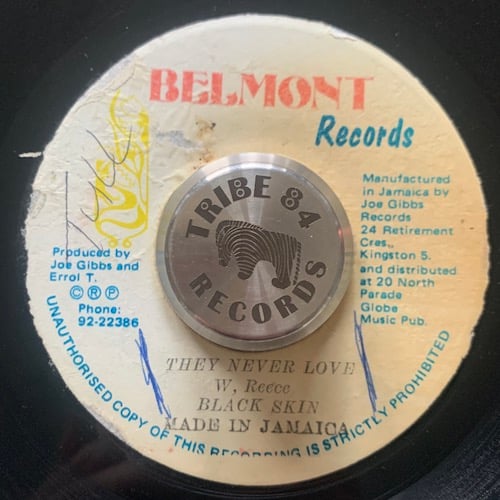 BELMONT
Records
Manufactured
in Jamaica by
Joe Gibbs
Records
24 Retirement
Cres.,
Kingston 5.
and distributed
at 20 North
Parade
Globe
Music Pub.
Produced by
Joe Gibbs and
Errol T.
© ® ℗
Phone:
92-22386
TRIBE 84
RECORDS
THEY NEVER LOVE
W, Reece
BLACK SKIN
MADE IN JAMAICA
UNAUTHORISED COPY OF THIS RECORDING IS STRICTLY PROHIBITED